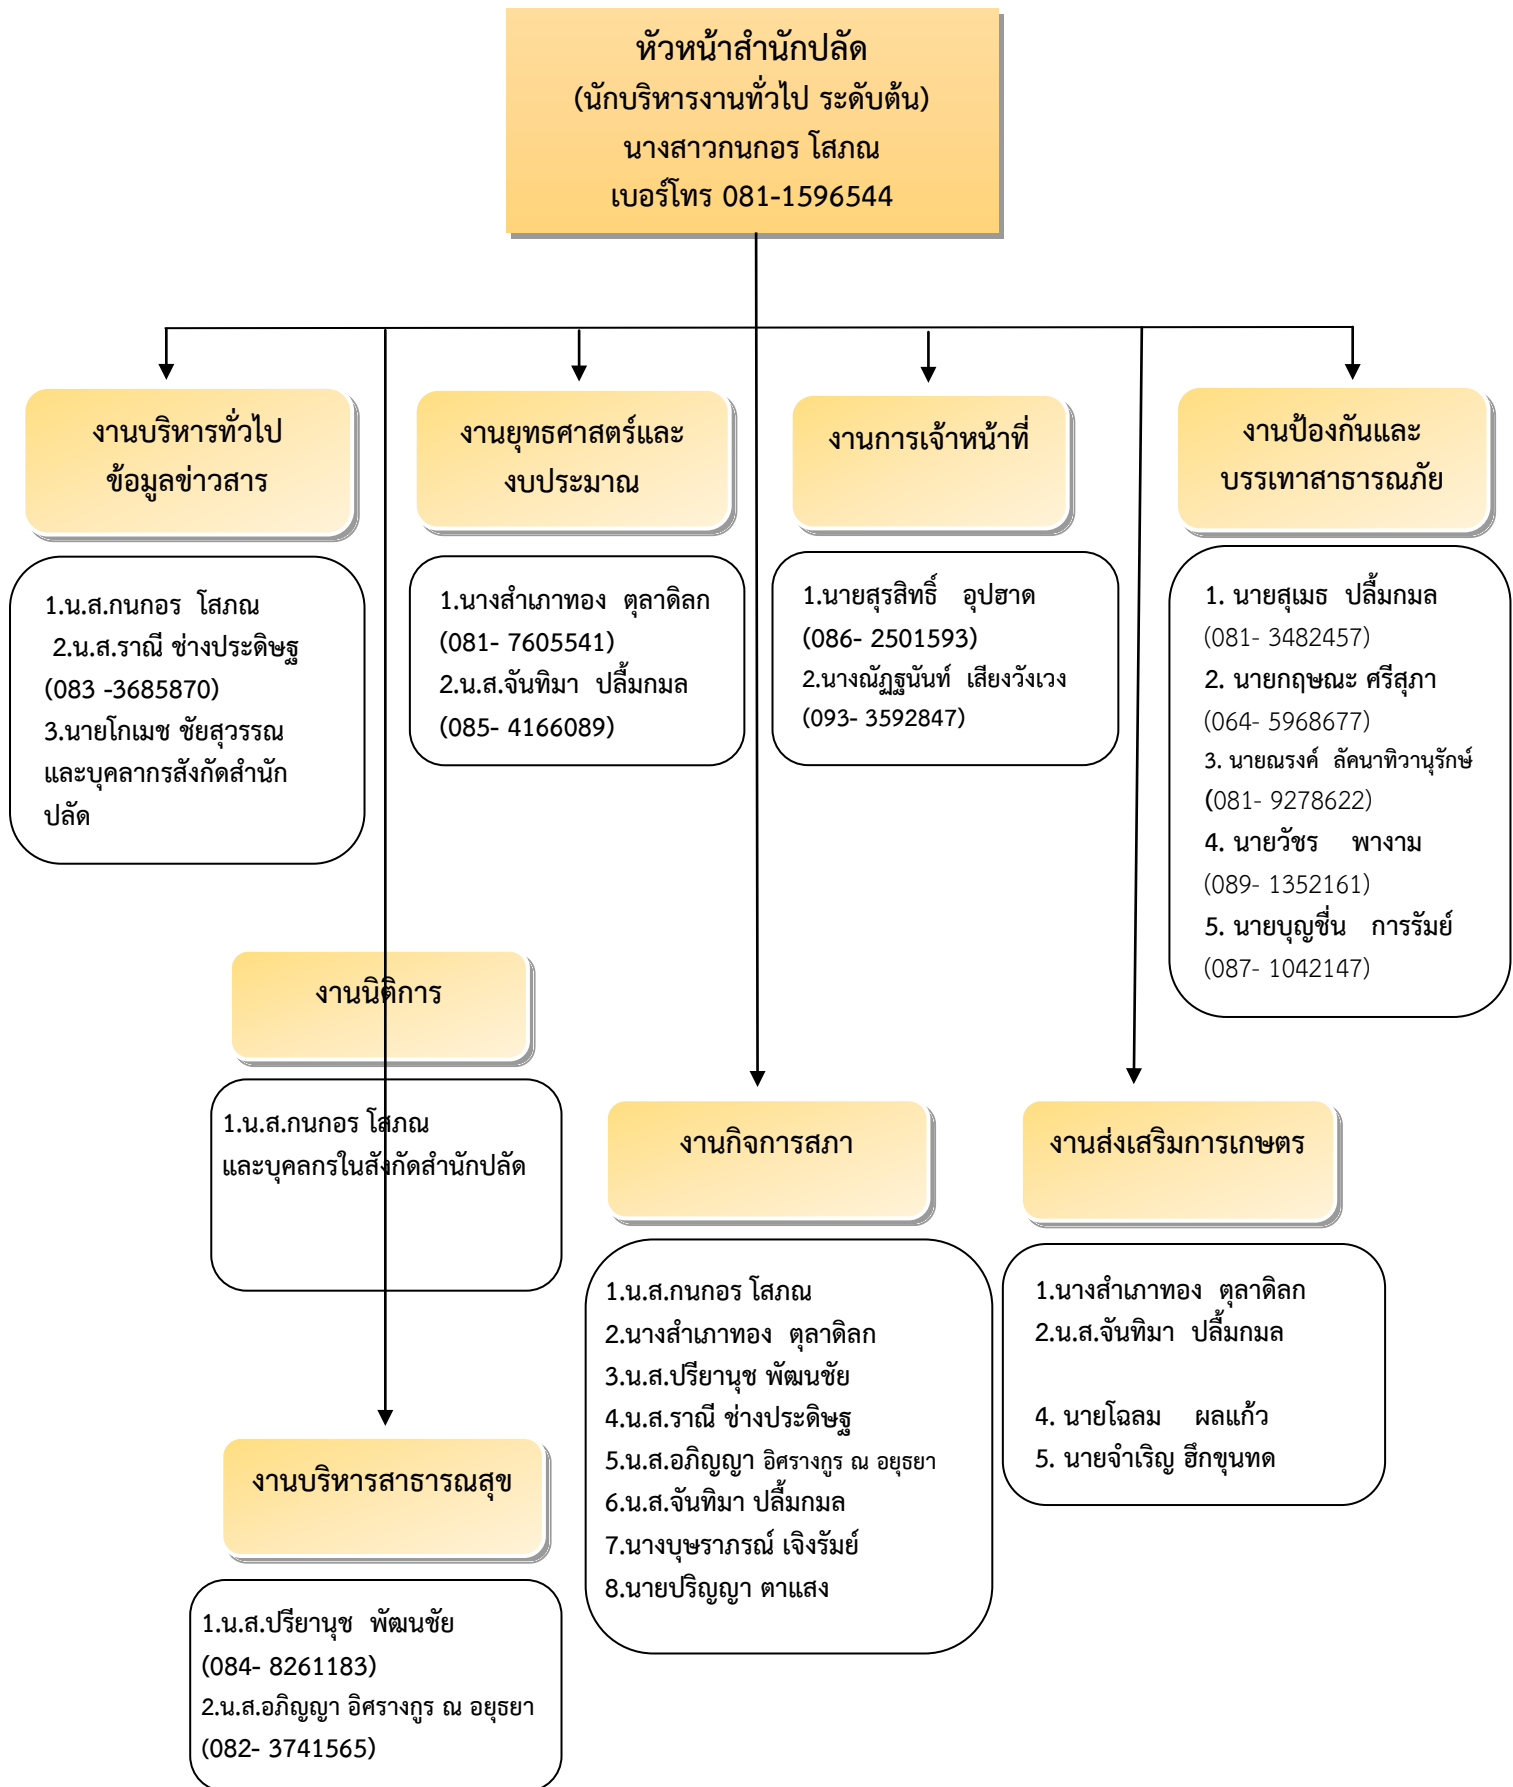 หัวหน้าสำนักปลัด
(นักบริหารงานทั่วไป ระดับต้น)
นางสาวกนกอร โสภณ
เบอร์โทร 081-1596544
งานบริหารทั่วไป
ข้อมูลข่าวสาร
1.น.ส.กนกอร โสภณ
2.น.ส.ราณี ช่างประดิษฐ
(083 -3685870)
3.นายโกเมช ชัยสุวรรณ
และบุคลากรสังกัดสำนัก
ปลัด
งานยุทธศาสตร์และ
งบประมาณ
1.นางสำเภาทอง ตุลาดิลก
(081- 7605541)
2.น.ส.จันทิมา ปลื้มกมล
(085- 4166089)
งานการเจ้าหน้าที่
1.นายสุรสิทธิ์ อุปฮาด
(086- 2501593)
2.นางณัฏฐนันท์ เสียงวังเวง
(093- 3592847)
งานป้องกันและ
บรรเทาสาธารณภัย
1. นายสุเมธ ปลื้มกมล
(081- 3482457)
2. นายกฤษณะ ศรีสุภา
(064- 5968677)
3. นายณรงค์ ลัคนาทิวานุรักษ์
(081- 9278622)
4. นายวัชร พางาม
(089- 1352161)
5. นายบุญชื่น การรัมย์
(087- 1042147)
งานนิติการ
1.น.ส.กนกอร โสภณ
และบุคลกรในสังกัดสำนักปลัด
งานกิจการสภา
1.น.ส.กนกอร โสภณ
2.นางสำเภาทอง ตุลาดิลก
3.น.ส.ปรียานุช พัฒนชัย
4.น.ส.ราณี ช่างประดิษฐ
5.น.ส.อภิญญา อิศรางกูร ณ อยุธยา
6.น.ส.จันทิมา ปลื้มกมล
7.นางบุษราภรณ์ เจิงรัมย์
8.นายปริญญา ตาแสง
งานส่งเสริมการเกษตร
1.นางสำเภาทอง ตุลาดิลก
2.น.ส.จันทิมา ปลื้มกมล
4. นายโฉลม ผลแก้ว
5. นายจำเริญ ฮึกขุนทด
งานบริหารสาธารณสุข
1.น.ส.ปรียานุช พัฒนชัย
(084- 8261183)
2.น.ส.อภิญญา อิศรางกูร ณ อยุธยา
(082- 3741565)